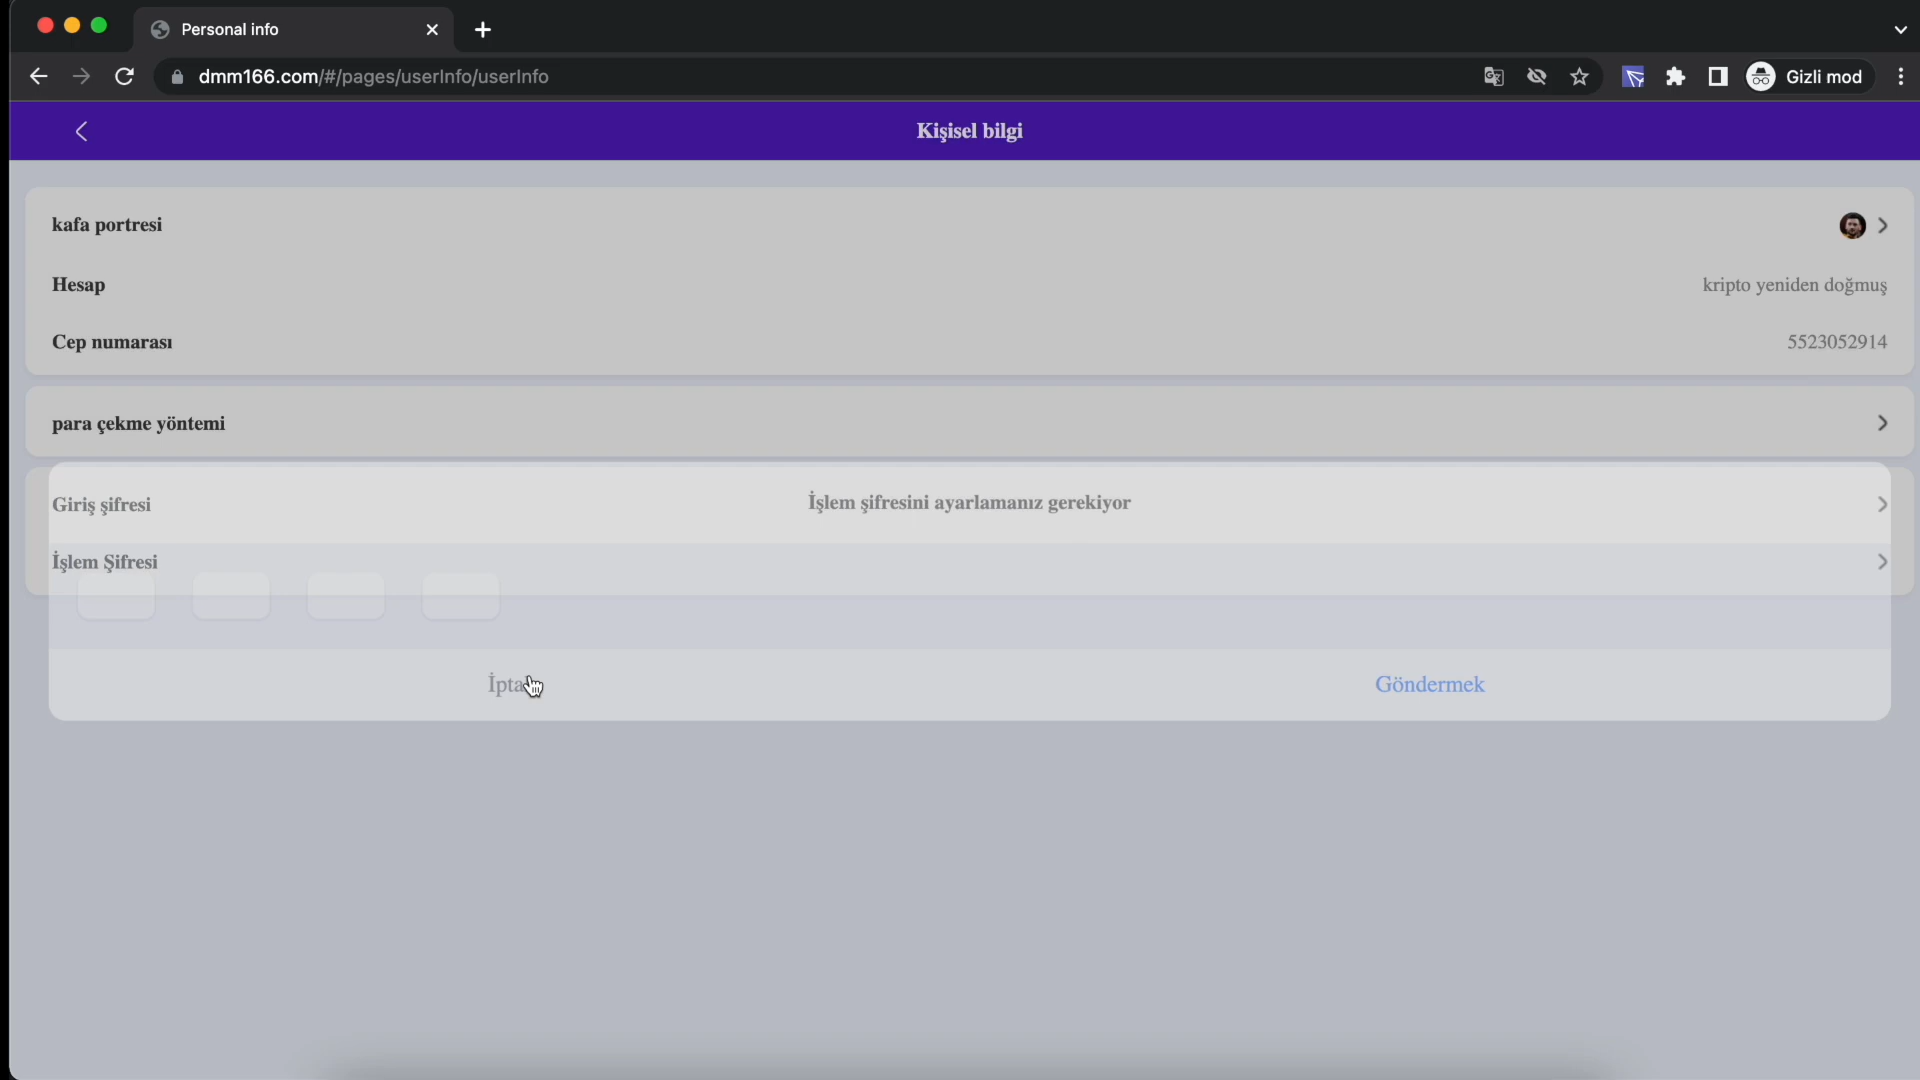 Personal info
dmm166.com/#/pages/userInfo/userInfo
Gizli mod
Kişisel bilgi
kafa portresi
Hesap
kripto yeniden doğmuş
Cep numarası
5523052914
para çekme yöntemi
Giriş şifresi
İşlem şifresini ayarlamanız gerekiyor
İşlem Şifresi
Göndermek